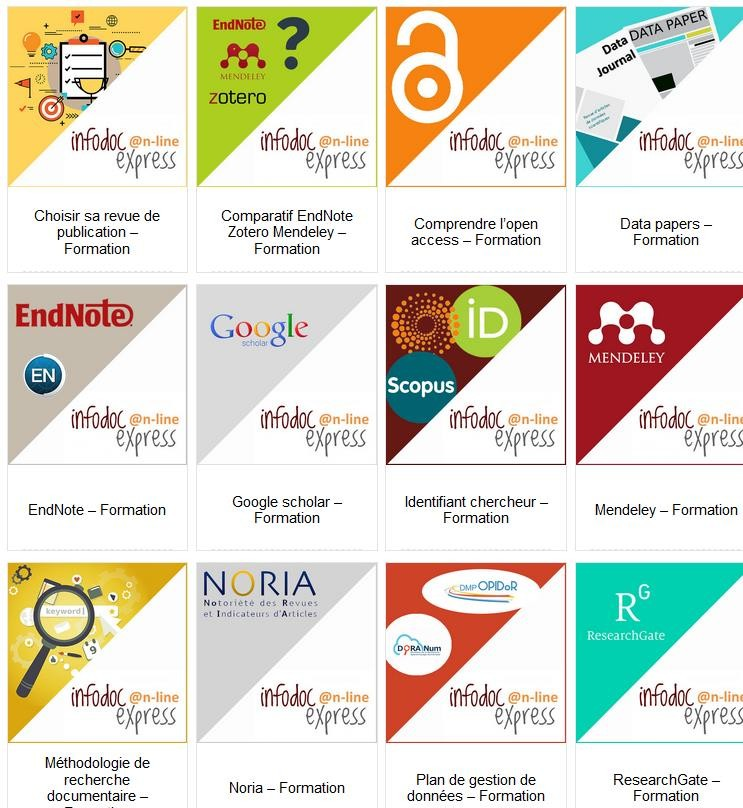 infodoc @n-line
express
Choisir sa revue de
publication –
Formation
EndNote
MENDELEY
?
zotero
infodoc @n-line
express
Comparatif EndNote
Zotero Mendeley –
Formation
infodoc @n-line
express
Comprendre l'open
access – Formation
Data
Journal
DATA PAPER
infodoc @n-line
express
Data papers –
Formation
EndNote
EN
infodoc @n-line
express
EndNote – Formation
Google
scholar
infodoc @n-line
express
Google scholar –
Formation
iD
Scopus
infodoc @n-line
express
Identifiant chercheur –
Formation
MENDELEY
infodoc @n-line
express
Mendeley – Formation
keyword
9
infodoc @n-line
express
Méthodologie de
recherche
documentaire –
NORIA
Notoriété des Revues
et Indicateurs d'Articles
infodoc @n-line
express
Noria – Formation
DMP OPIDoR
DORANum
infodoc @n-line
express
Plan de gestion de
données – Formation
RG
ResearchGate
infodoc @n-line
express
ResearchGate –
Formation